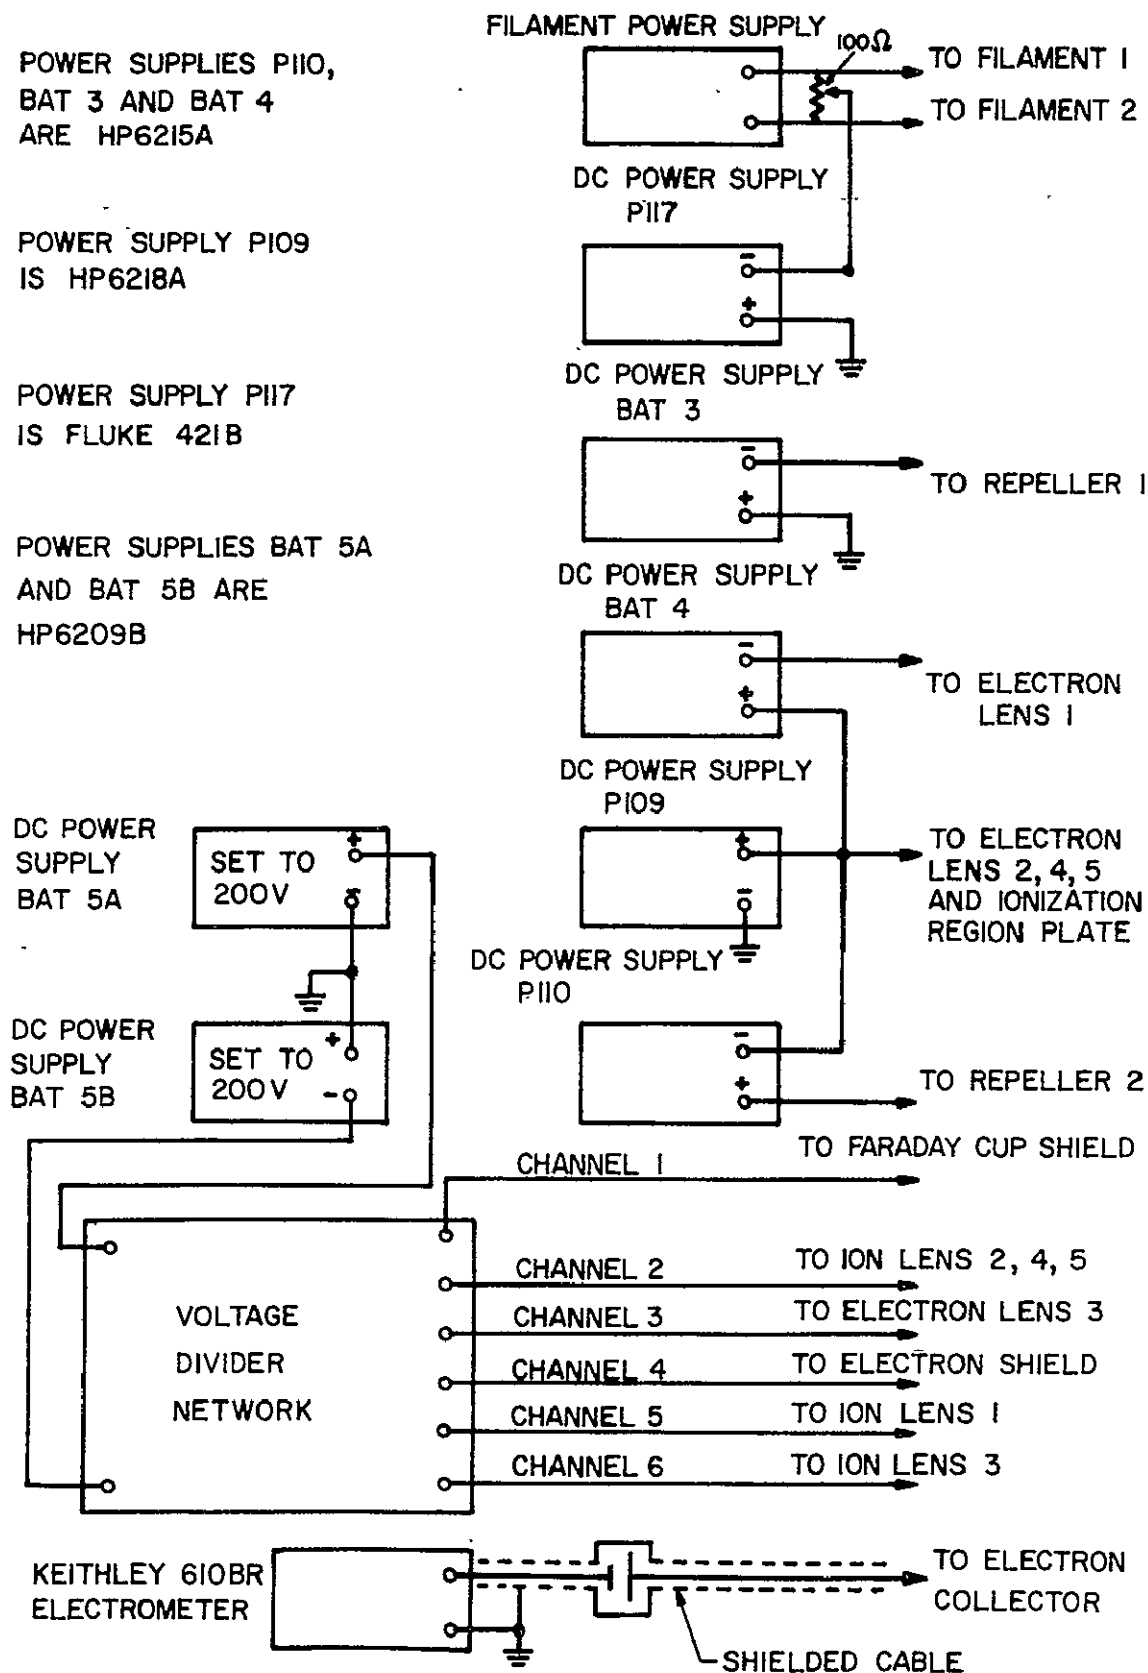 POWER SUPPLIES P110,
BAT 3 AND BAT 4
ARE HP6215A
POWER SUPPLY P109
IS HP6218A
POWER SUPPLY P117
IS FLUKE 421B
POWER SUPPLIES BAT 5A
AND BAT 5B ARE
HP6209B
FILAMENT POWER SUPPLY
100Ω
TO FILAMENT 1
TO FILAMENT 2
DC POWER SUPPLY
P117
-
+
DC POWER SUPPLY
BAT 3
-
+
TO REPELLER 1
DC POWER SUPPLY
BAT 4
-
+
TO ELECTRON
LENS 1
DC POWER SUPPLY
P109
+
-
TO ELECTRON
LENS 2, 4, 5
AND IONIZATION
REGION PLATE
DC POWER SUPPLY
P110
-
+
TO REPELLER 2
DC POWER
SUPPLY
BAT 5A
SET TO
200V
+
-
DC POWER
SUPPLY
BAT 5B
SET TO
200V
+
-
VOLTAGE
DIVIDER
NETWORK
CHANNEL 1
TO FARADAY CUP SHIELD
CHANNEL 2
TO ION LENS 2, 4, 5
CHANNEL 3
TO ELECTRON LENS 3
CHANNEL 4
TO ELECTRON SHIELD
CHANNEL 5
TO ION LENS 1
CHANNEL 6
TO ION LENS 3
KEITHLEY 610BR
ELECTROMETER
TO ELECTRON
COLLECTOR
SHIELDED CABLE